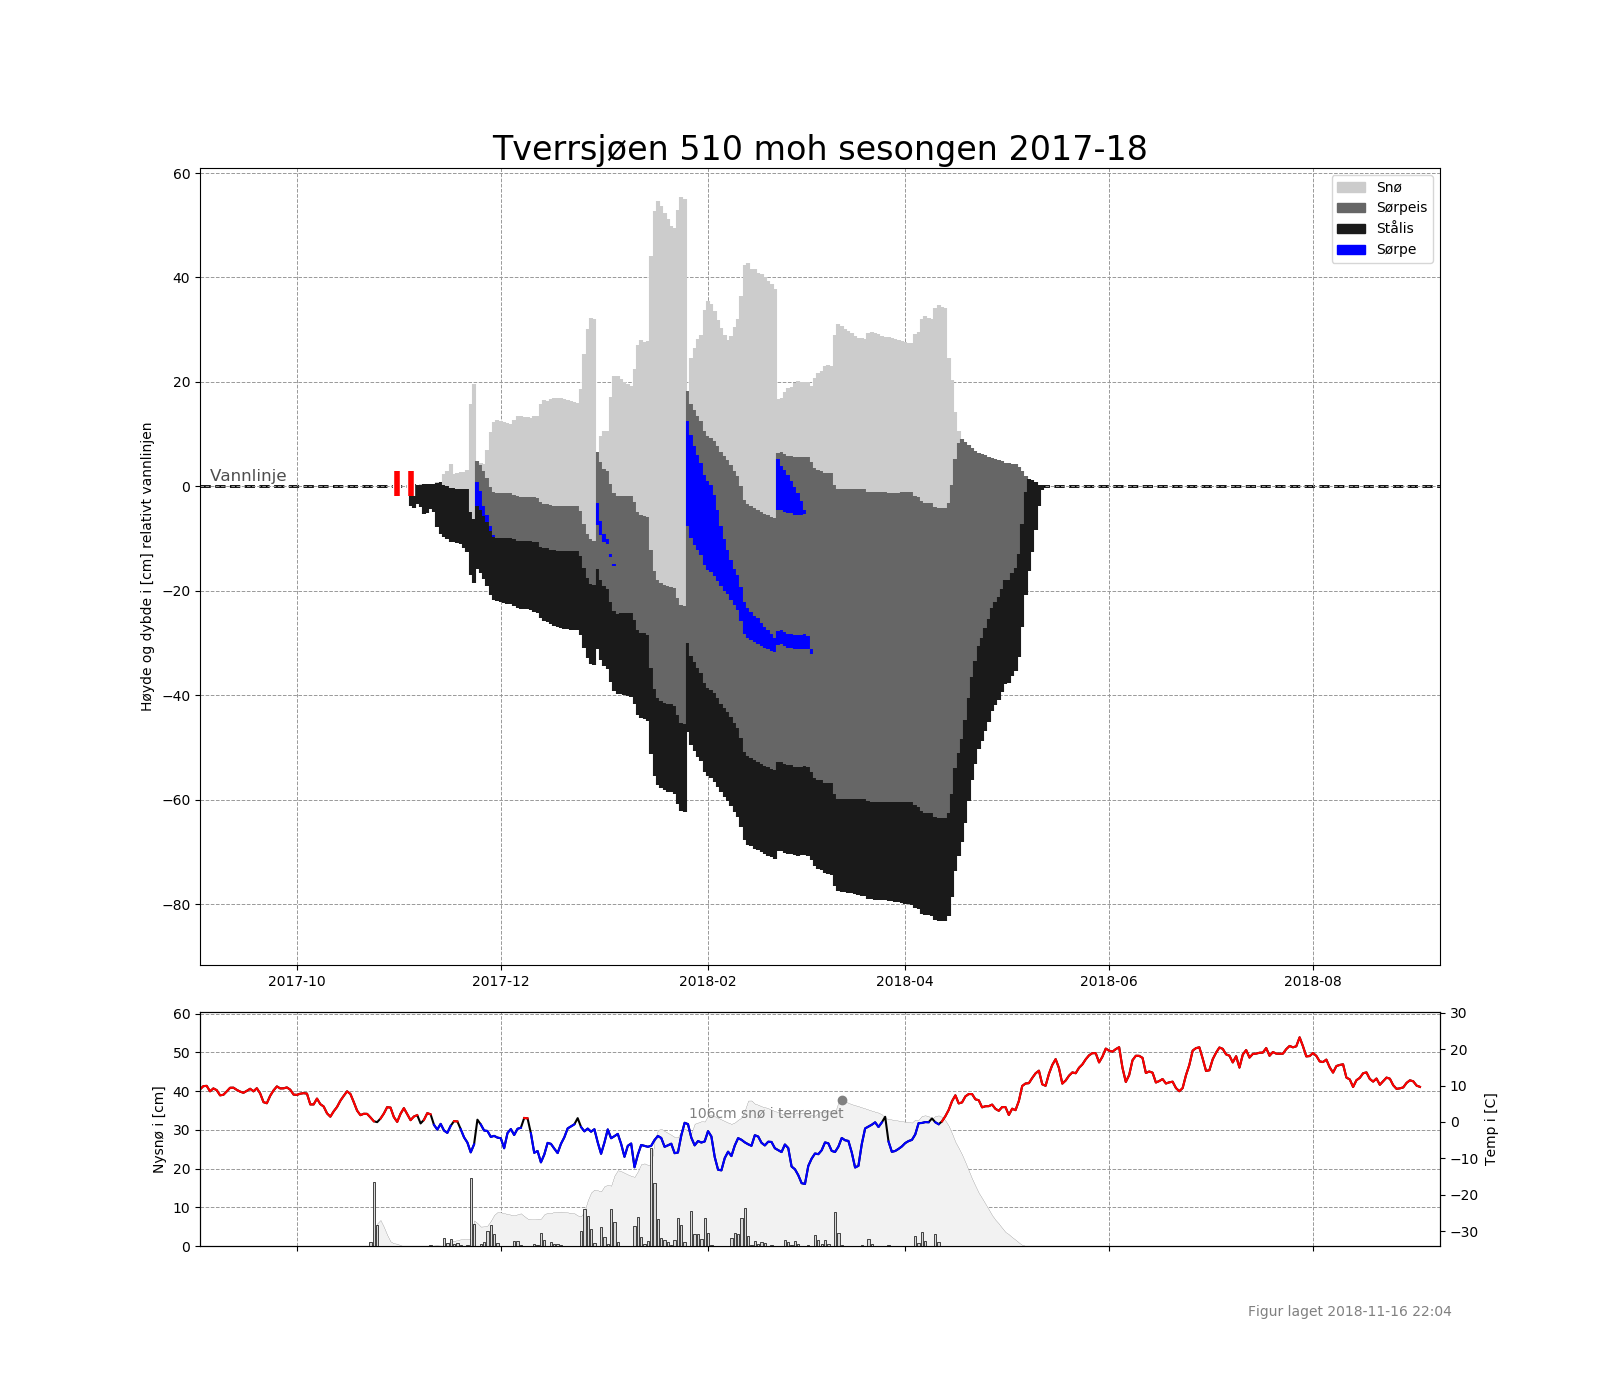 Tverrsjøen 510 moh sesongen 2017-18
Høyde og dybde i [cm] relativt vannlinjen
60
40
20
0
−20
−40
−60
−80
Vannlinje
Snø
Sørpeis
Stålis
Sørpe
2017-10
2017-12
2018-02
2018-04
2018-06
2018-08
Nysnø i [cm]
60
50
40
30
20
10
0
106cm snø i terrenget
30
20
10
0
−10
−20
−30
Temp i [C]
Figur laget 2018-11-16 22:04